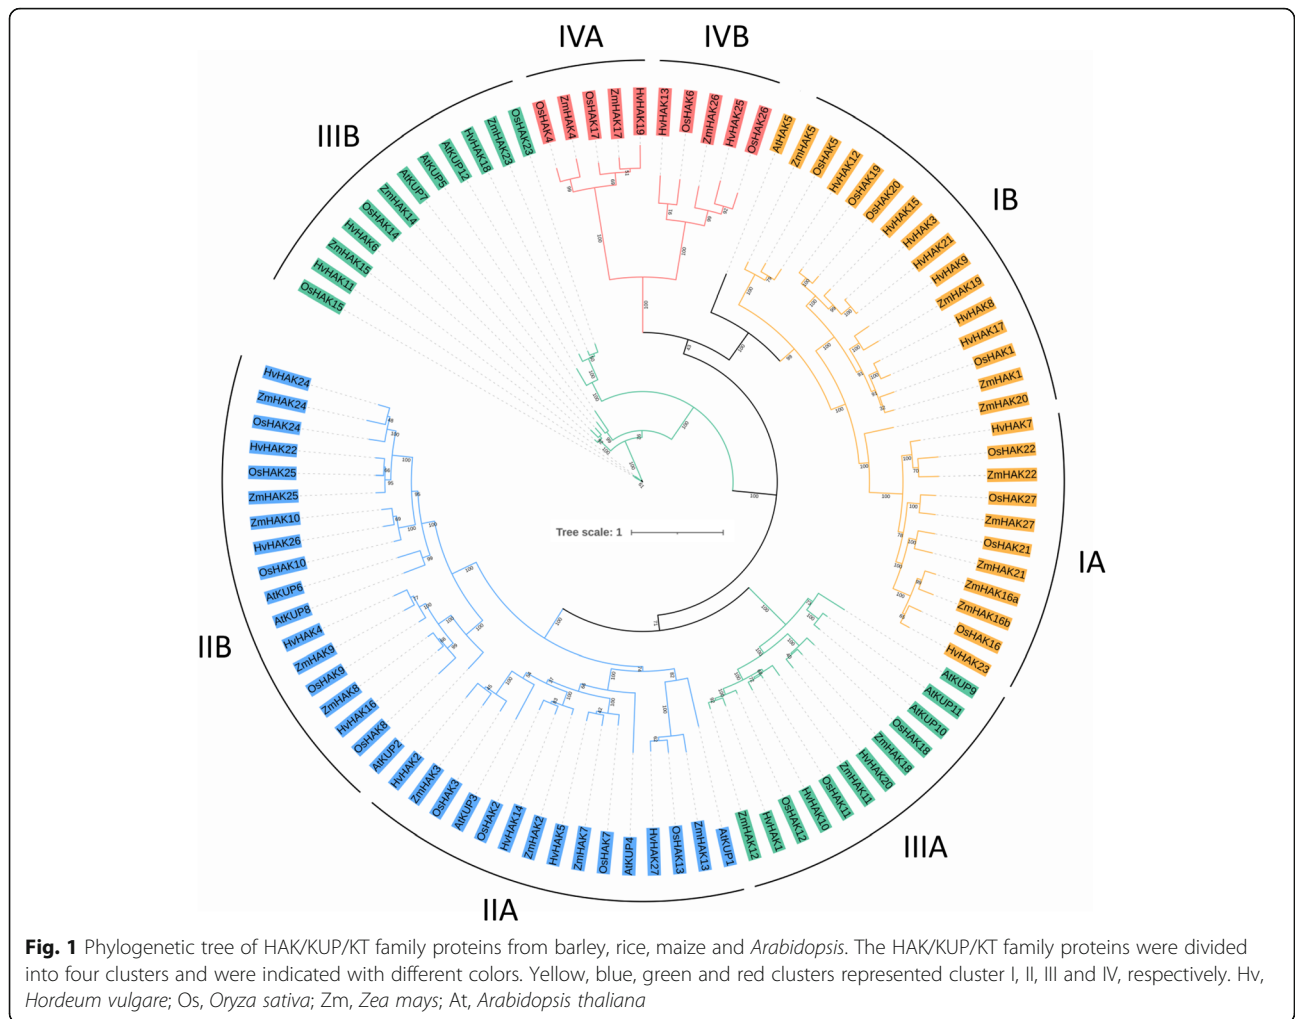 IVA
IVB
IIIB
IB
IA
IIIA
IIA
IIB
OsHAK4
ZmHAK4
OsHAK17
ZmHAK17
HvHAK19
HvHAK13
OsHAK6
ZmHAK26
HvHAK25
OsHAK26
AtHAK5
ZmHAK5
OsHAK5
HvHAK12
OsHAK19
OsHAK20
HvHAK15
HvHAK3
HvHAK21
HvHAK9
ZmHAK19
HvHAK8
HvHAK17
OsHAK1
ZmHAK1
ZmHAK20
HvHAK7
OsHAK22
ZmHAK22
OsHAK27
ZmHAK27
OsHAK21
ZmHAK21
ZmHAK16a
ZmHAK16b
OsHAK16
HvHAK23
AtKUP9
AtKUP11
AtKUP10
OsHAK18
ZmHAK18
HvHAK20
ZmHAK11
OsHAK11
HvHAK10
OsHAK12
HvHAK1
ZmHAK12
AtKUP1
ZmHAK13
OsHAK13
HvHAK27
AtKUP4
OsHAK7
ZmHAK7
HvHAK5
ZmHAK2
HvHAK14
OsHAK2
AtKUP3
OsHAK3
ZmHAK3
HvHAK2
AtKUP2
OsHAK8
HvHAK16
ZmHAK8
OsHAK9
ZmHAK9
HvHAK4
AtKUP8
AtKUP6
OsHAK10
HvHAK26
ZmHAK10
ZmHAK25
OsHAK25
HvHAK22
OsHAK24
ZmHAK24
HvHAK24
OsHAK15
HvHAK11
ZmHAK15
HvHAK6
OsHAK14
ZmHAK14
AtKUP7
AtKUP5
AtKUP12
HvHAK18
ZmHAK23
OsHAK23
Tree scale: 1
Fig. 1 Phylogenetic tree of HAK/KUP/KT family proteins from barley, rice, maize and Arabidopsis. The HAK/KUP/KT family proteins were divided
into four clusters and were indicated with different colors. Yellow, blue, green and red clusters represented cluster I, II, III and IV, respectively. Hv,
Hordeum vulgare; Os, Oryza sativa; Zm, Zea mays; At, Arabidopsis thaliana